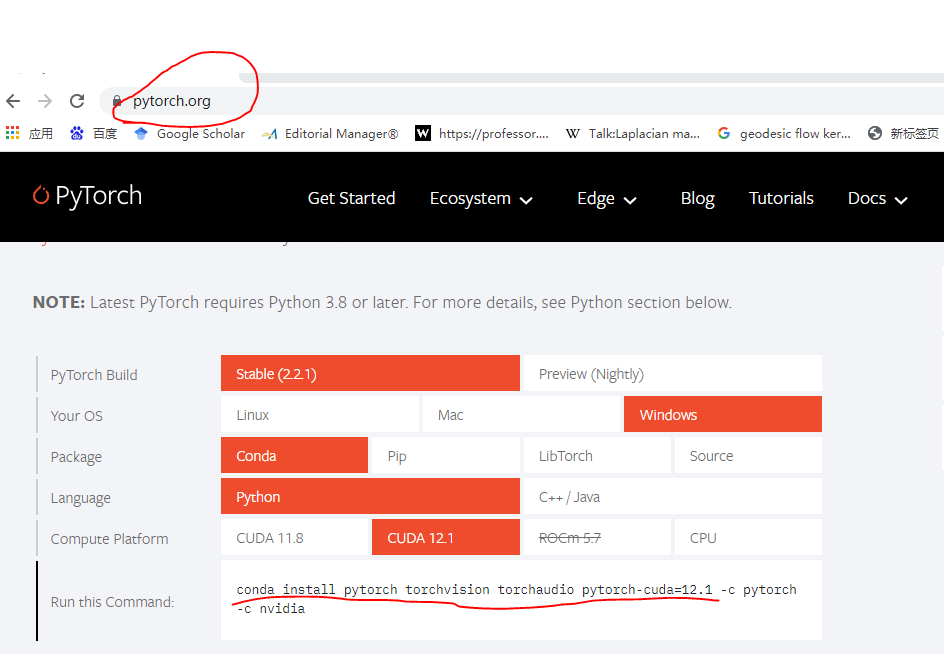 pytorch.org
应用 百度 Google Scholar Editorial Manager® W https://professor.... W Talk:Laplacian ma... G geodesic flow ker... 新标签页
PyTorch Get Started Ecosystem Edge Blog Tutorials Docs
NOTE: Latest PyTorch requires Python 3.8 or later. For more details, see Python section below.
PyTorch Build Stable (2.2.1) Preview (Nightly)
Your OS Linux Mac Windows
Package Conda Pip LibTorch Source
Language Python C++ / Java
Compute Platform CUDA 11.8 CUDA 12.1 ROCm 5.7 CPU
Run this Command: conda install pytorch torchvision torchaudio pytorch-cuda=12.1 -c pytorch
-c nvidia